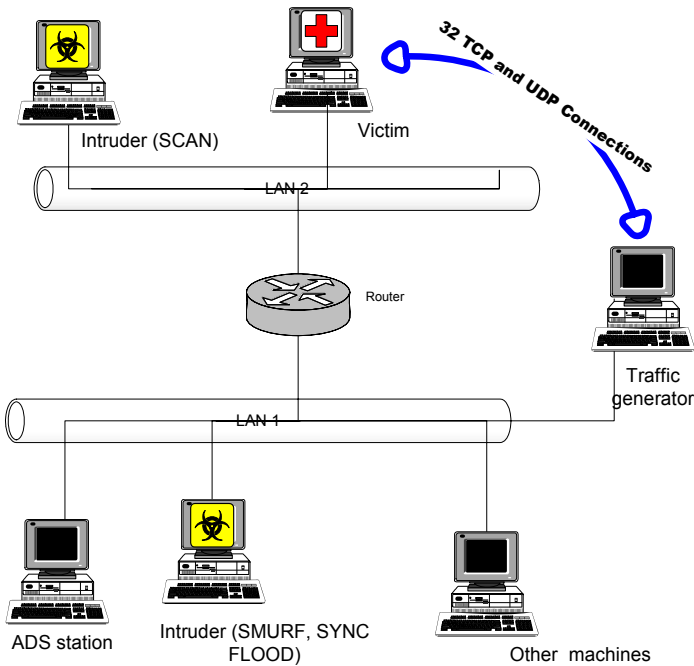 32 TCP and UDP Connections
Intruder (SCAN)
Victim
LAN 2
Router
Traffic
generator
LAN 1
ADS station
Intruder (SMURF, SYNC
FLOOD)
Other machines